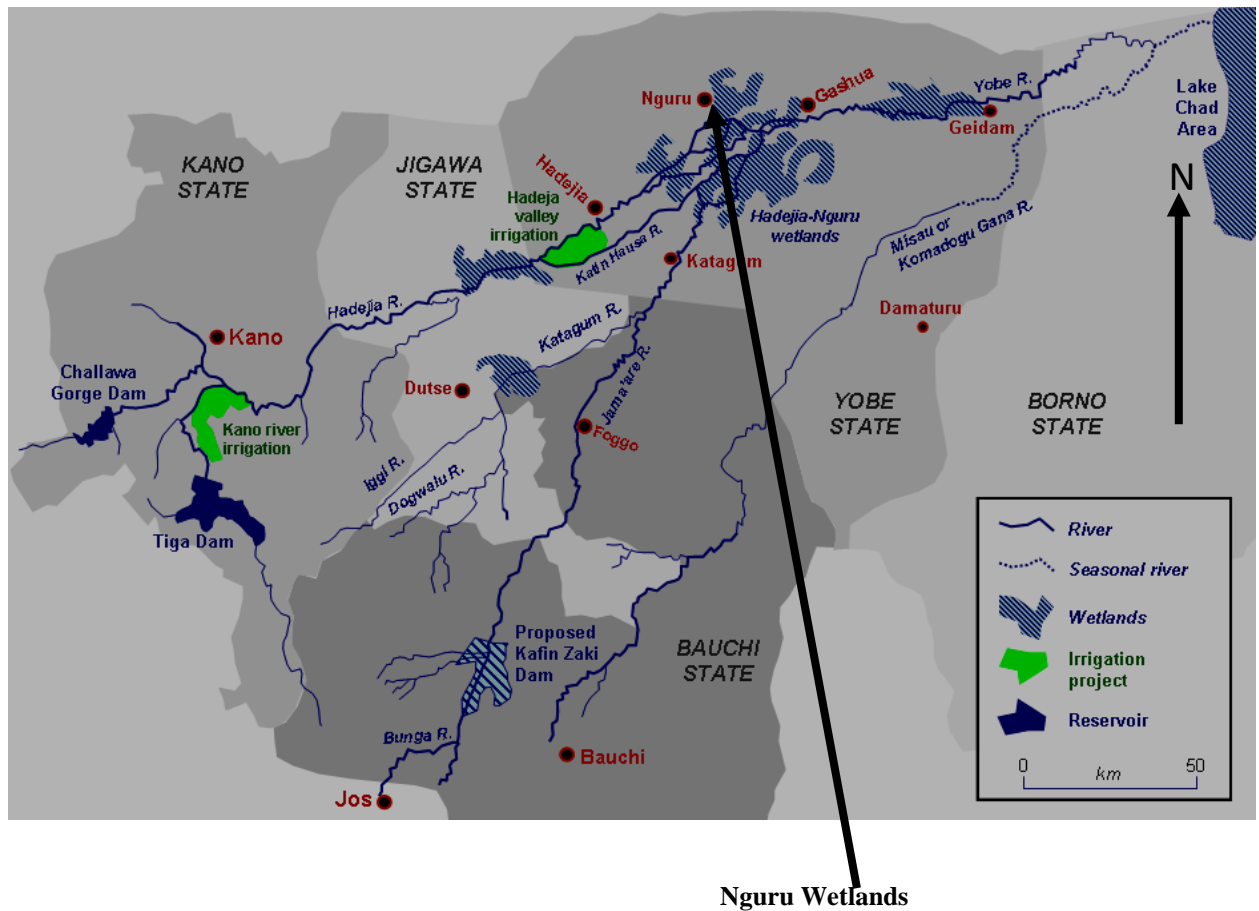 Nguru
Gashua
Yobe R.
Geidam
Lake
Chad
Area
KANO
STATE
JIGAWA
STATE
Hadejia
Hadeja
valley
irrigation
Hadejia-Nguru
wetlands
N
Misau or
Komadogu Gana R.
Katin Hausa R.
Katagum
Hadejia R.
Kano
Katagum R.
Damaturu
Challawa
Gorge Dam
Dutse
Jama'are R.
YOBE
STATE
BORNO
STATE
Kano river
irrigation
Foggo
Iggi R.
Dogwalu R.
Tiga Dam
River
Seasonal river
Wetlands
Irrigation
project
Reservoir
0
km
50
Proposed
Kafin Zaki
Dam
BAUCHI
STATE
Bunga R.
Bauchi
Jos
Nguru Wetlands